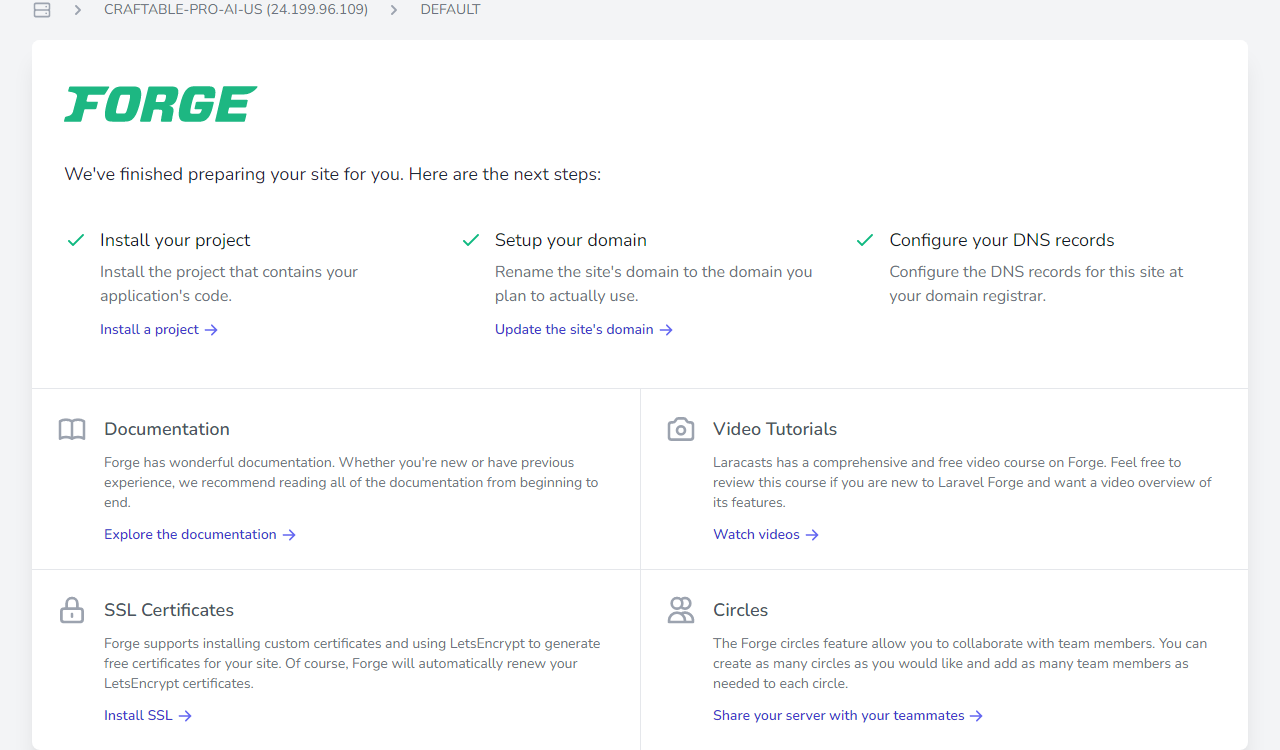 CRAFTABLE-PRO-AI-US (24.199.96.109) DEFAULT
FORGE
We've finished preparing your site for you. Here are the next steps:
Install your project
Install the project that contains your
application's code.
Install a project →
Setup your domain
Rename the site's domain to the domain you
plan to actually use.
Update the site's domain →
Configure your DNS records
Configure the DNS records for this site at
your domain registrar.
Documentation
Forge has wonderful documentation. Whether you're new or have previous
experience, we recommend reading all of the documentation from beginning to
end.
Explore the documentation →
Video Tutorials
Laracasts has a comprehensive and free video course on Forge. Feel free to
review this course if you are new to Laravel Forge and want a video overview of
its features.
Watch videos →
SSL Certificates
Forge supports installing custom certificates and using LetsEncrypt to generate
free certificates for your site. Of course, Forge will automatically renew your
LetsEncrypt certificates.
Install SSL →
Circles
The Forge circles feature allow you to collaborate with team members. You can
create as many circles as you would like and add as many team members as
needed to each circle.
Share your server with your teammates →